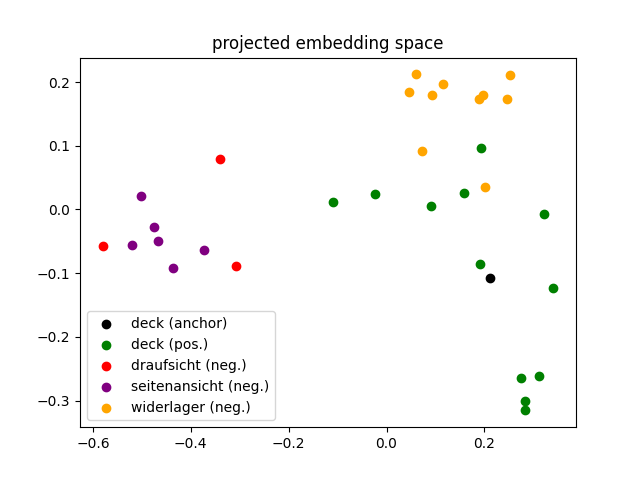 projected embedding space
0.2
0.1
0.0
−0.1
−0.2
−0.3
deck (anchor)
deck (pos.)
draufsicht (neg.)
seitenansicht (neg.)
widerlager (neg.)
−0.6
−0.4
−0.2
0.0
0.2